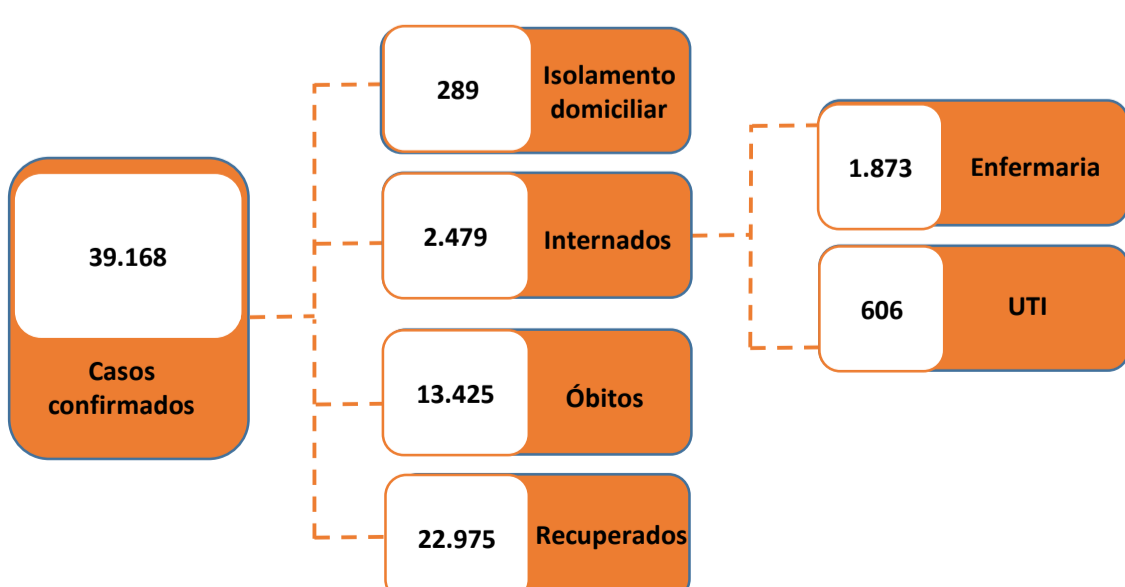 39.168
Casos
confirmados
289
Isolamento
domiciliar
2.479
Internados
13.425
Óbitos
22.975
Recuperados
1.873
Enfermaria
606
UTI